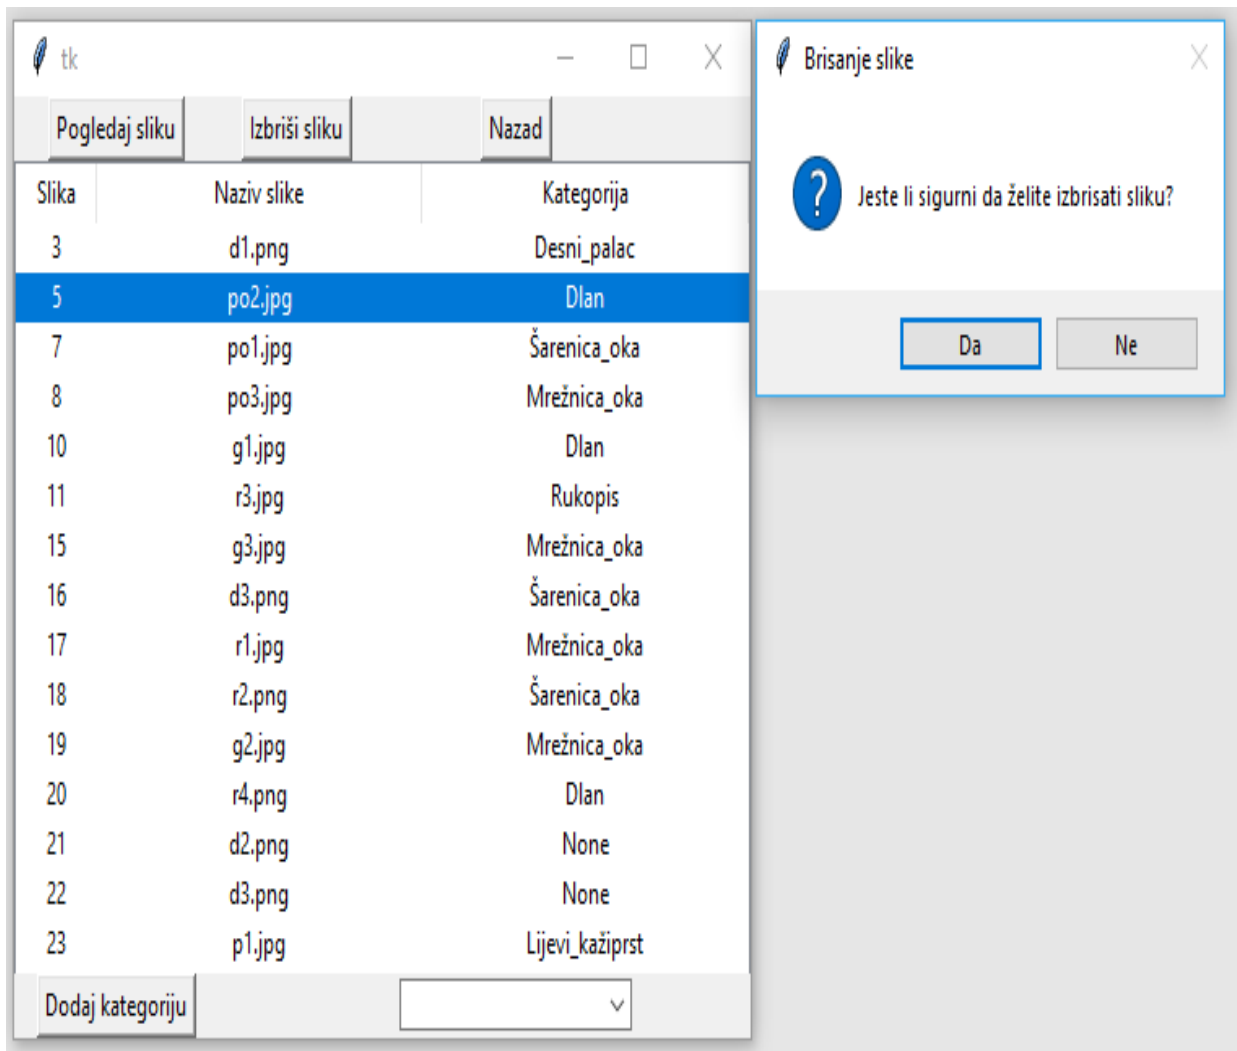 tk
Pogledaj sliku Izbriši sliku Nazad
Slika Naziv slike Kategorija
3 d1.png Desni_palac
5 po2.jpg Dlan
7 po1.jpg Šarenica_oka
8 po3.jpg Mrežnica_oka
10 g1.jpg Dlan
11 r3.jpg Rukopis
15 g3.jpg Mrežnica_oka
16 d3.png Šarenica_oka
17 r1.jpg Mrežnica_oka
18 r2.png Šarenica_oka
19 g2.jpg Mrežnica_oka
20 r4.png Dlan
21 d2.png None
22 d3.png None
23 p1.jpg Lijevi_kažiprst
Dodaj kategoriju
Brisanje slike
Jeste li sigurni da želite izbrisati sliku?
Da Ne